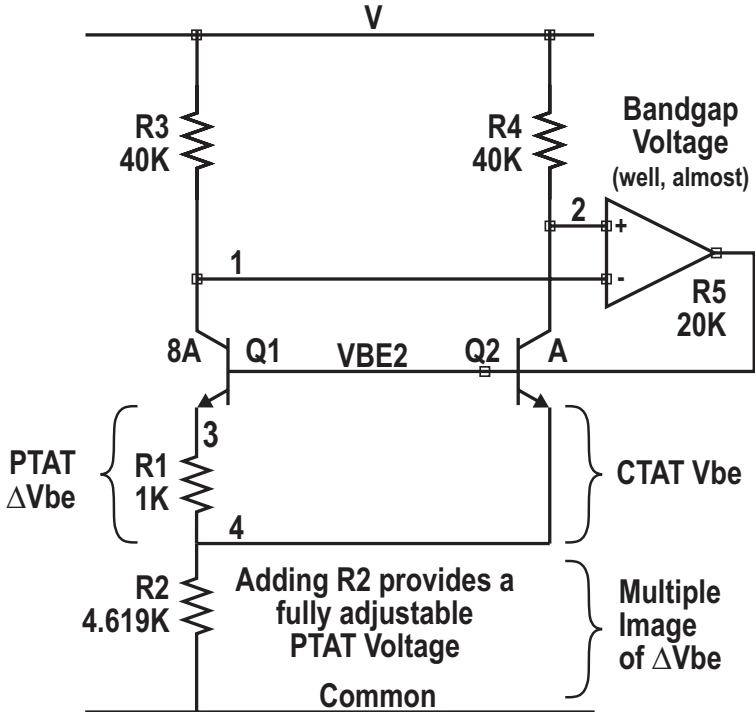 V
R3
40K
R4
40K
Bandgap
Voltage
(well, almost)
2
+
1
-
R5
20K
8A
Q1
VBE2
Q2
A
3
PTAT
ΔVbe
R1
1K
CTAT Vbe
4
R2
4.619K
Adding R2 provides a
fully adjustable
PTAT Voltage
Multiple
Image
of ΔVbe
Common